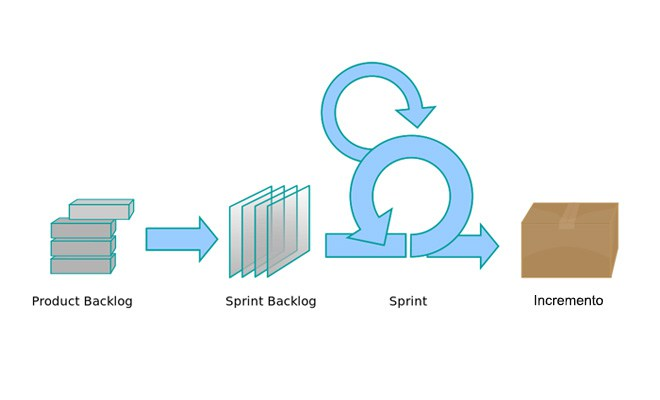 Product Backlog
Sprint Backlog
Sprint
Incremento